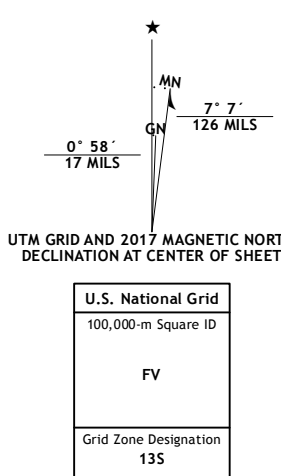 MN
GN
7° 7´
126 MILS
0° 58´
17 MILS
UTM GRID AND 2017 MAGNETIC NORT
DECLINATION AT CENTER OF SHEET
U.S. National Grid
100,000-m Square ID
FV
Grid Zone Designation
13S